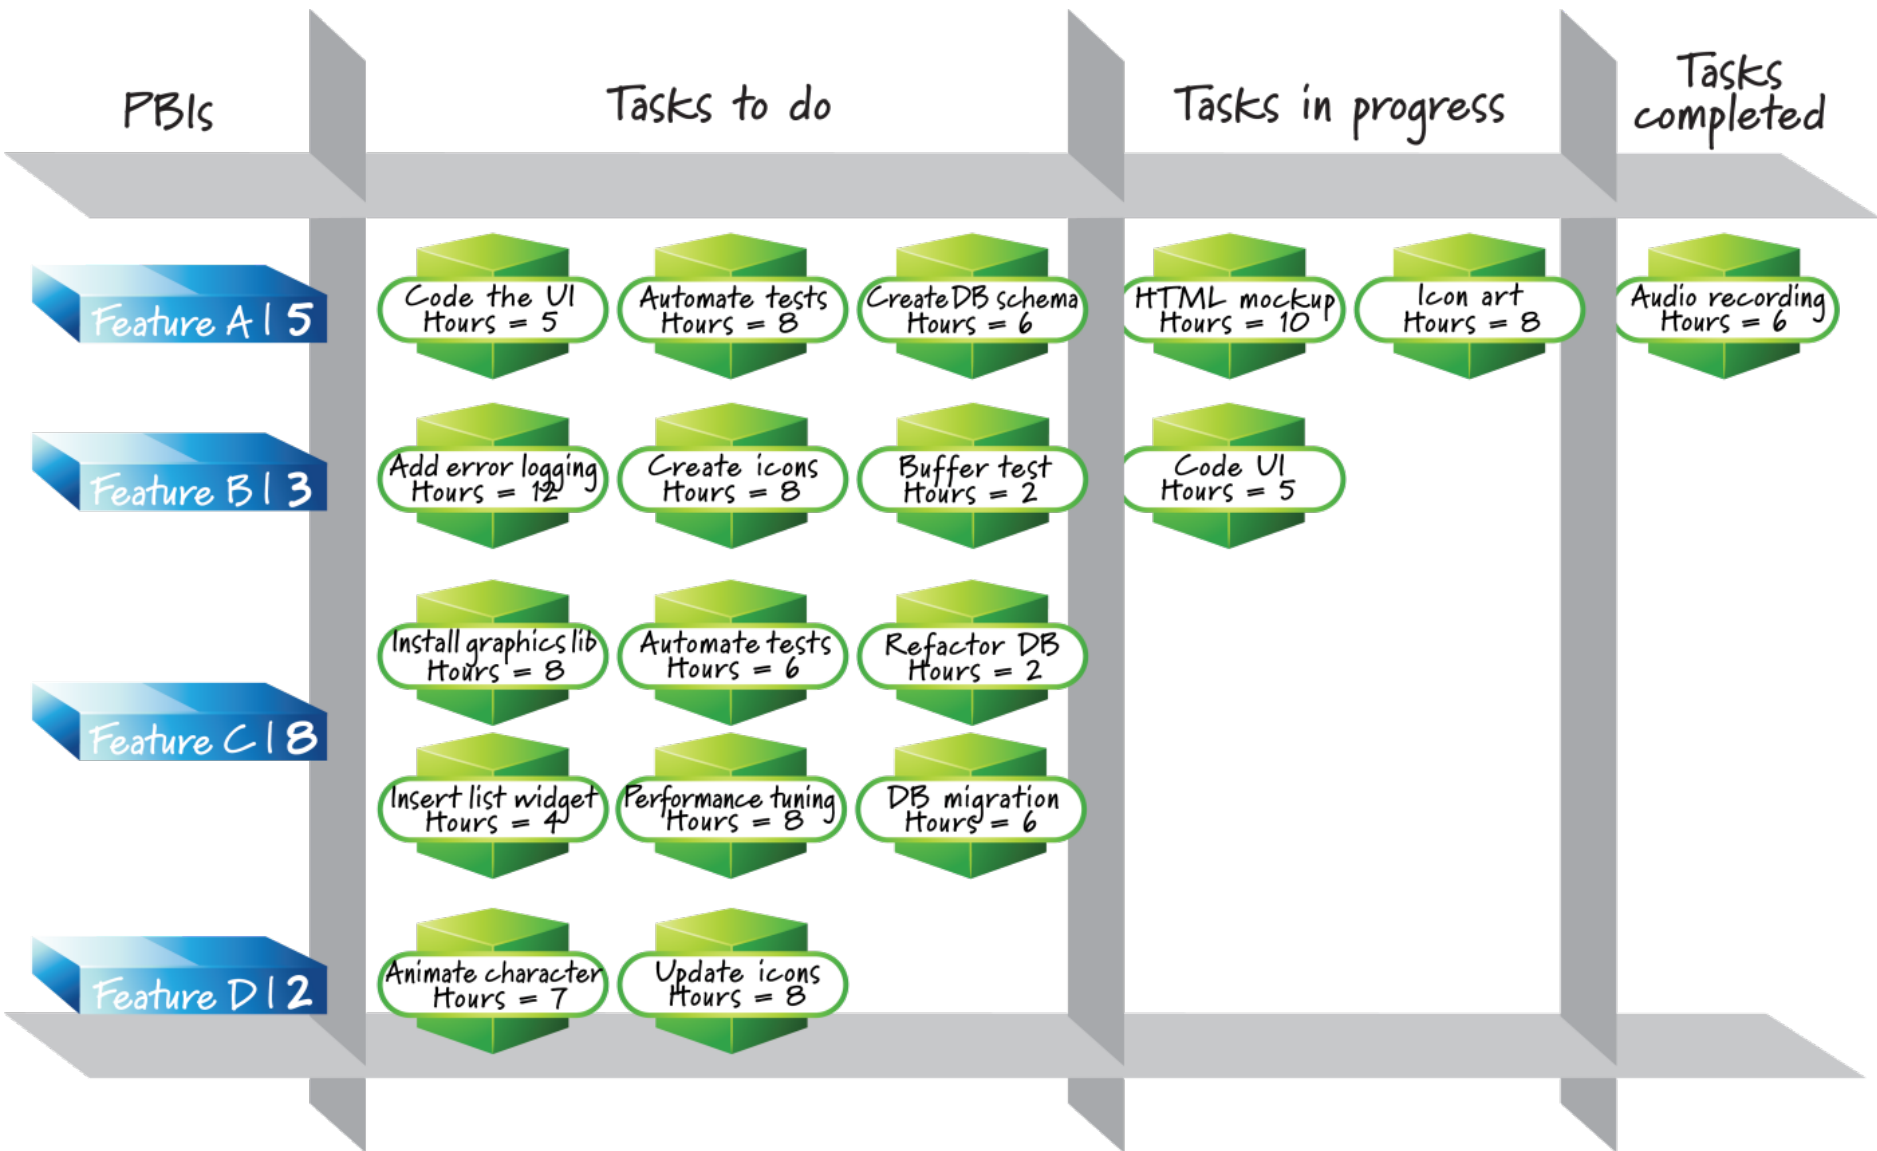 PBIs
Tasks to do
Tasks in progress
Tasks
completed
Feature A | 5
Code the UI
Hours = 5
Automate tests
Hours = 8
Create DB schema
Hours = 6
HTML mockup
Hours = 10
Icon art
Hours = 8
Audio recording
Hours = 6
Feature B | 3
Add error logging
Hours = 12
Create icons
Hours = 8
Buffer test
Hours = 2
Code UI
Hours = 5
Feature C | 8
Install graphics lib
Hours = 8
Automate tests
Hours = 6
Refactor DB
Hours = 2
Insert list widget
Hours = 4
Performance tuning
Hours = 8
DB migration
Hours = 6
Feature D | 2
Animate character
Hours = 7
Update icons
Hours = 8